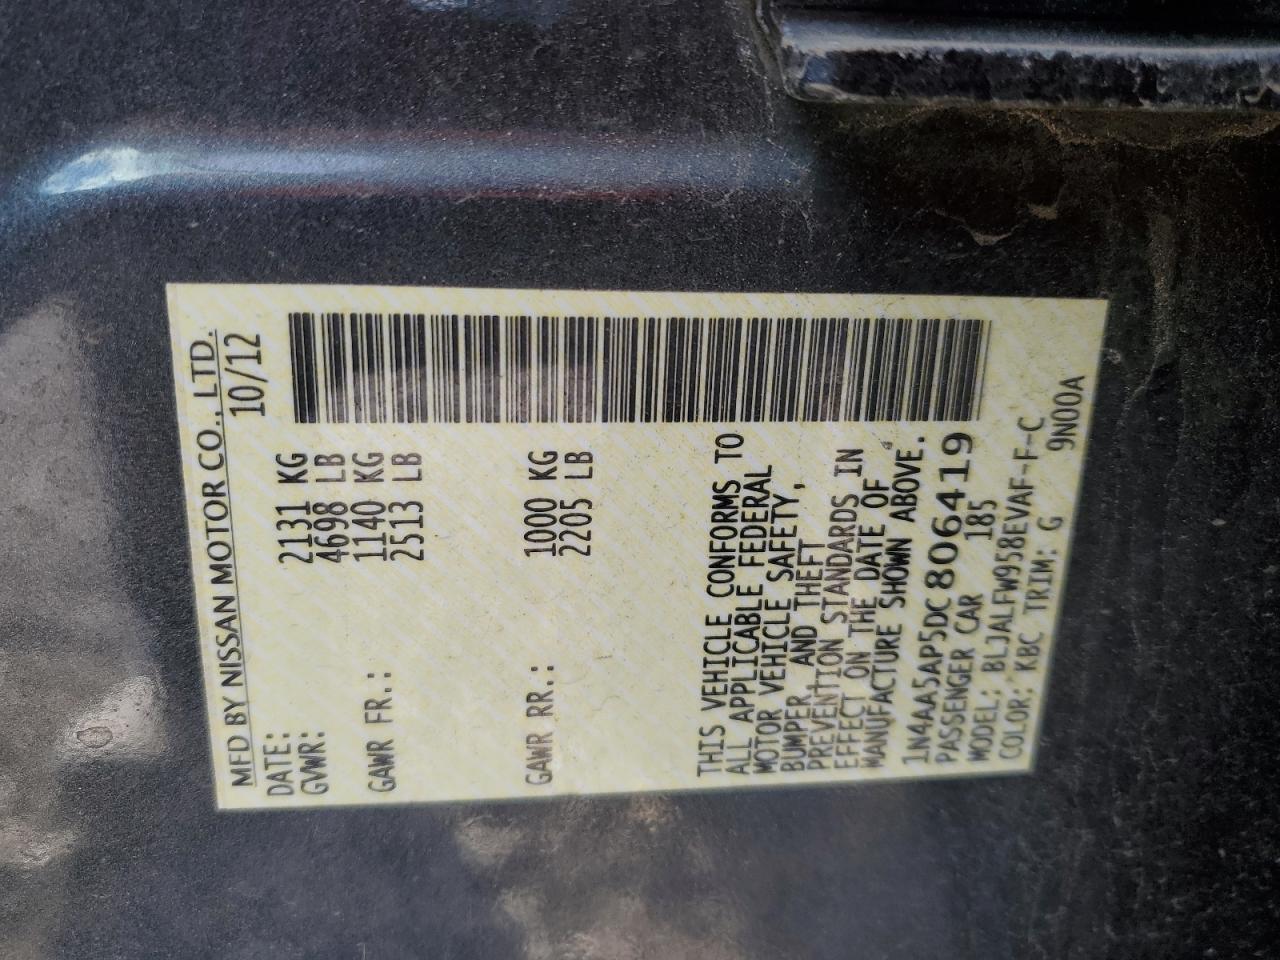 MFD BY NISSAN MOTOR CO., LTD.
DATE: 10/12
GVWR: 2131 KG
4698 LB
GAWR FR.: 1140 KG
2513 LB
GAWR RR.: 1000 KG
2205 LB
THIS VEHICLE CONFORMS TO
ALL APPLICABLE FEDERAL
MOTOR VEHICLE SAFETY,
BUMPER AND THEFT
PREVENTION STANDARDS IN
EFFECT ON THE DATE OF
MANUFACTURE SHOWN ABOVE.
1N4AA5AP5DC806419
PASSENGER CAR 185
MODEL: BLJALFW958EVAF-F-C
COLOR: KBC TRIM: G 9N00A